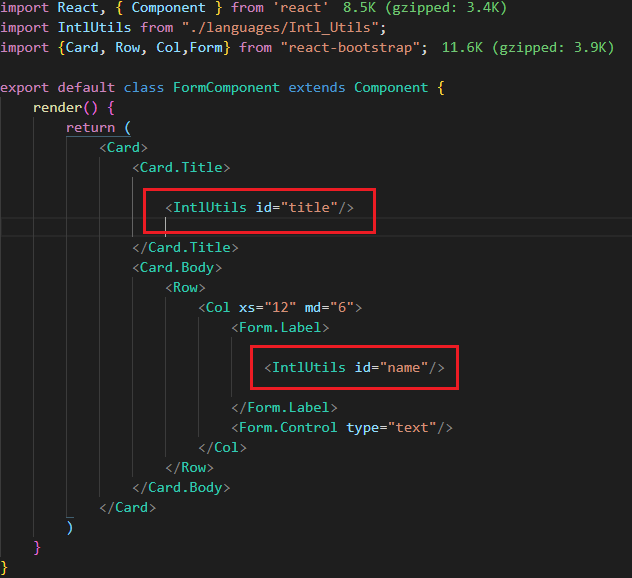 import React, { Component } from 'react' 8.5K (gzipped: 3.4K)
import IntlUtils from "./languages/Intl_Utils";
import {Card, Row, Col,Form} from "react-bootstrap"; 11.6K (gzipped: 3.9K)
export default class FormComponent extends Component {
render() {
return (
<Card>
<Card.Title>
<IntlUtils id="title"/>
</Card.Title>
<Card.Body>
<Row>
<Col xs="12" md="6">
<Form.Label>
<IntlUtils id="name"/>
</Form.Label>
<Form.Control type="text"/>
</Col>
</Row>
</Card.Body>
</Card>
)
}
}